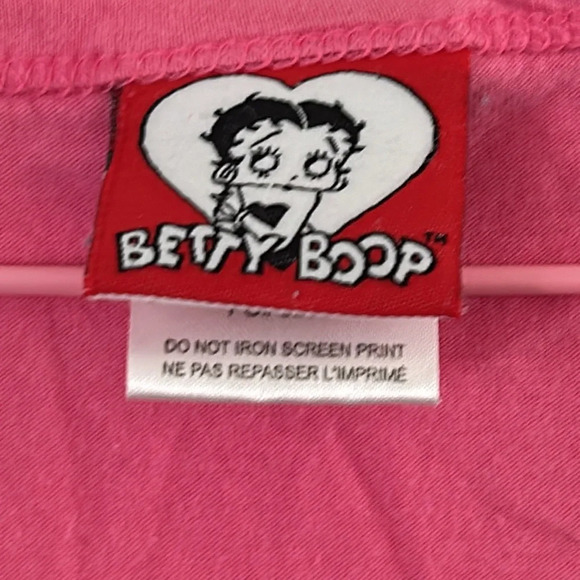 BETTY BOOP™
DO NOT IRON SCREEN PRINT
NE PAS REPASSER L'IMPRIMÉ